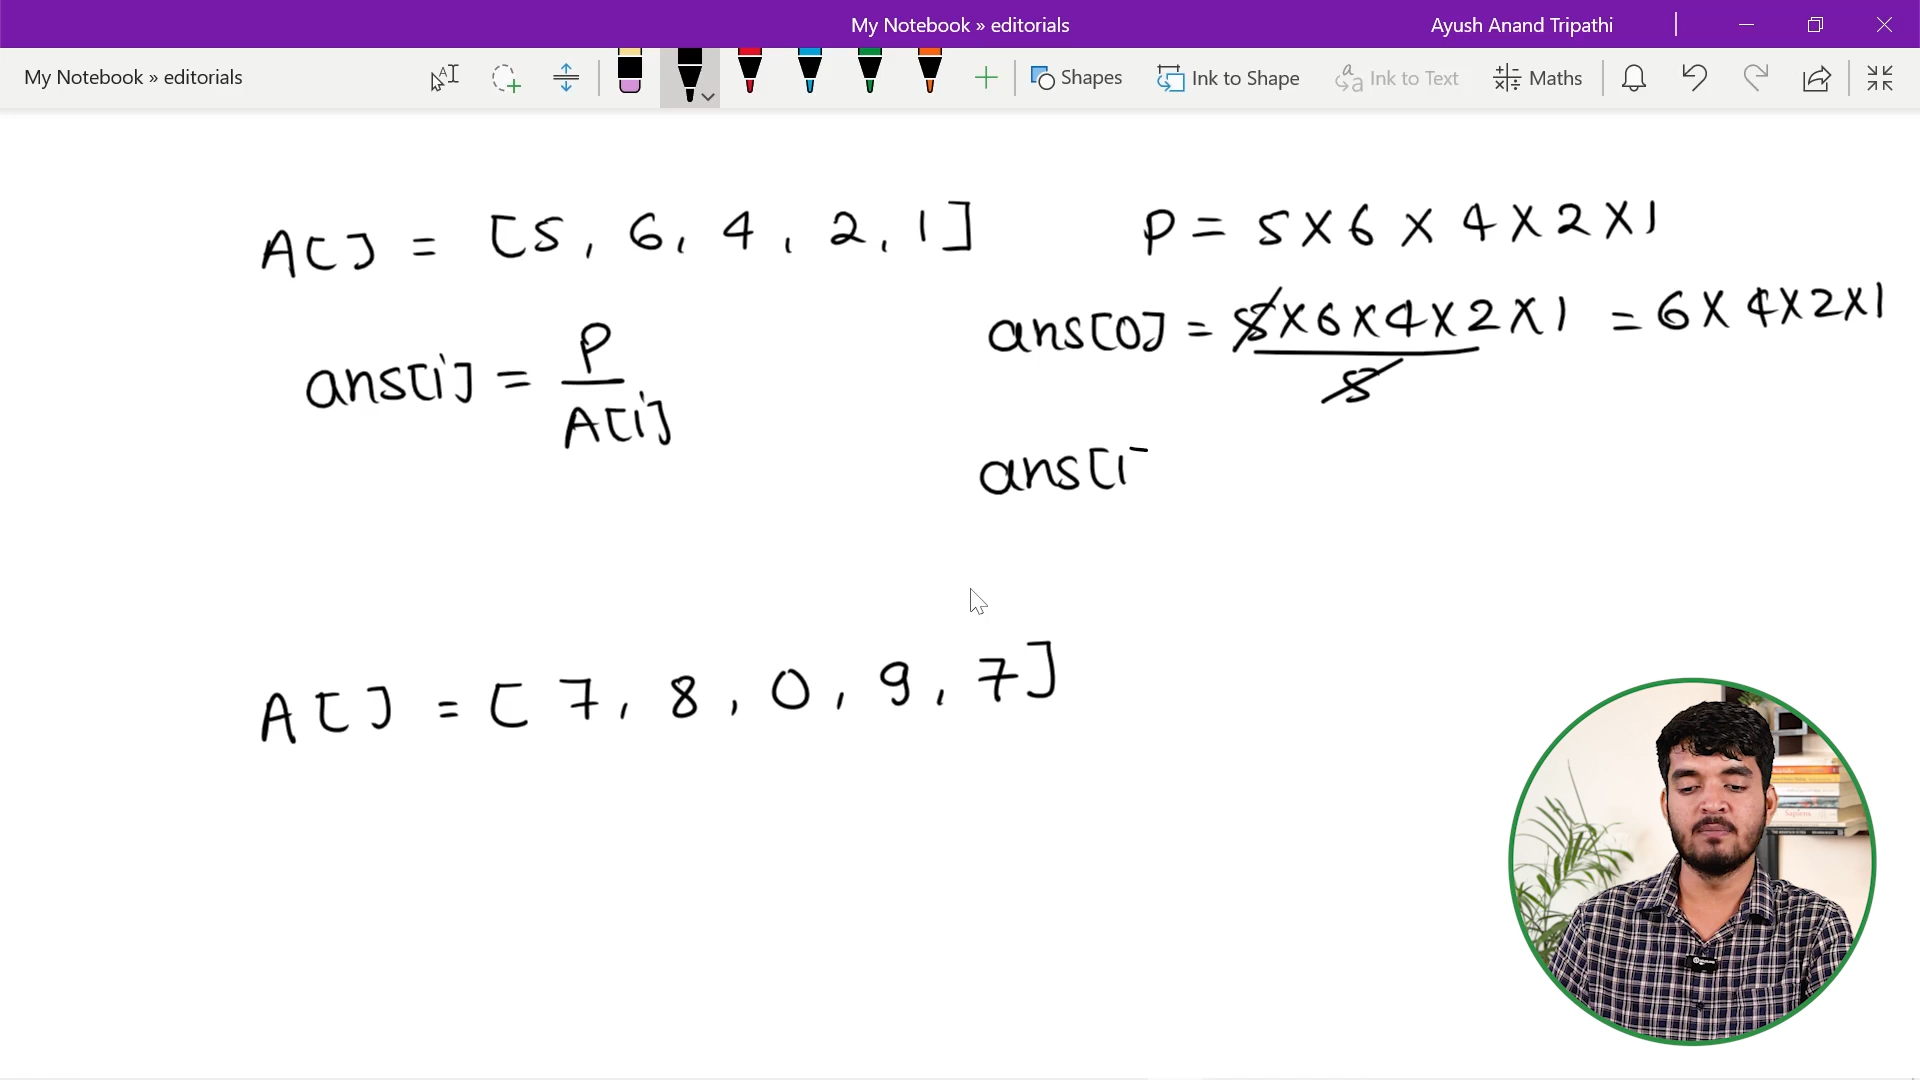 My Notebook » editorials
Ayush Anand Tripathi
My Notebook » editorials
Shapes
Ink to Shape
Ink to Text
Maths
A[] = [5, 6, 4, 2, 1]
P = 5 X 6 X 4 X 2 X 1
ans[i] = P / A[i]
ans[0] = 5 X 6 X 4 X 2 X 1 / 5 = 6 X 4 X 2 X 1
ans[1
A[] = [7, 8, 0, 9, 7]